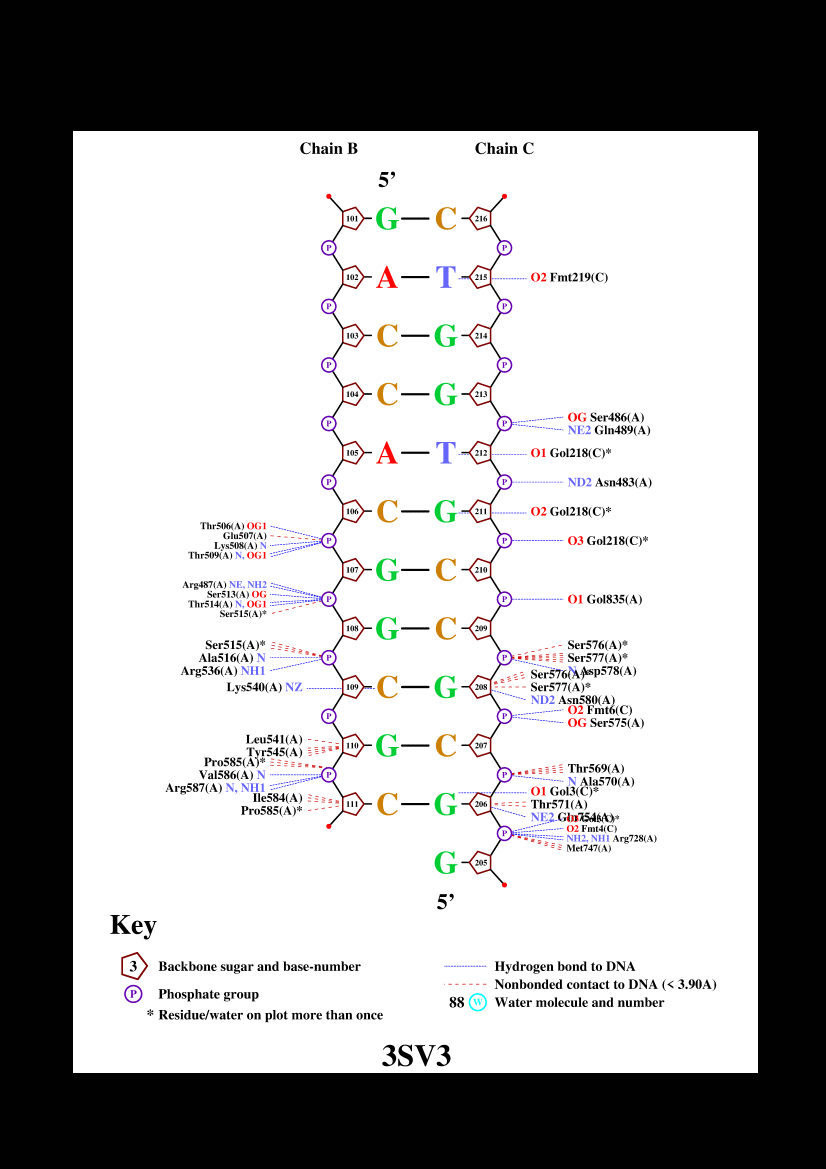 Chain B Chain C
5’
101 G C 216
P P
102 A T 215 O2 Fmt219(C)
P P
103 C G 214
P P
104 C G 213
P P OG Ser486(A)
NE2 Gln489(A)
105 A T 212 O1 Gol218(C)*
P P ND2 Asn483(A)
106 C G 211 O2 Gol218(C)*
Thr506(A) OG1
Glu507(A)
P P O3 Gol218(C)*
Lys508(A) N
Thr509(A) N, OG1
107 G C 210
Arg487(A) NE, NH2
Ser513(A) OG
P P O1 Gol835(A)
Thr514(A) N, OG1
Ser515(A)*
108 G C 209
Ser515(A)* Ser576(A)*
Ala516(A) N P P Ser577(A)*
Arg536(A) NH1 N Asp578(A)
Ser576(A)*
Lys540(A) NZ 109 C G 208 Ser577(A)*
ND2 Asn580(A)
O2 Fmt6(C)
P P
OG Ser575(A)
Leu541(A)
110 G C 207
Tyr545(A)
Pro585(A)* Thr569(A)
Val586(A) N P P
N Ala570(A)
Arg587(A) N, NH1
O1 Gol3(C)*
Ile584(A)
111 C G 206 Thr571(A)
Pro585(A)*
NE2 Gln754(A)
O2 Fmt4(C)
P
NH2, NH1 Arg728(A)
Met747(A)
G 205
5’
Key
3 Backbone sugar and base-number
P Phosphate group
* Residue/water on plot more than once
Hydrogen bond to DNA
Nonbonded contact to DNA (< 3.90A)
88 W Water molecule and number
3SV3